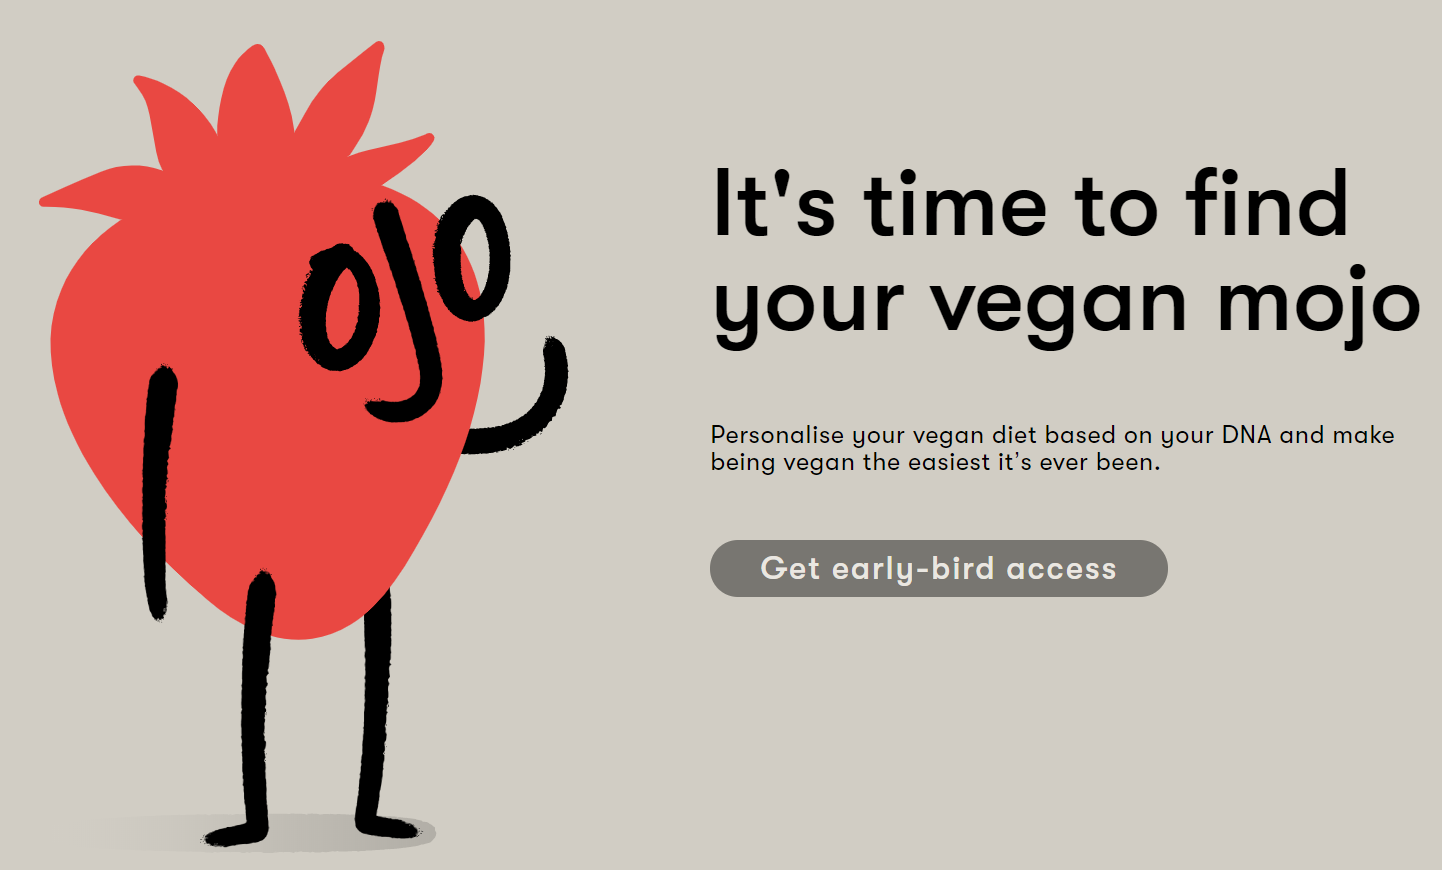 ojo
It's time to find
your vegan mojo
Personalise your vegan diet based on your DNA and make
being vegan the easiest it’s ever been.
Get early-bird access